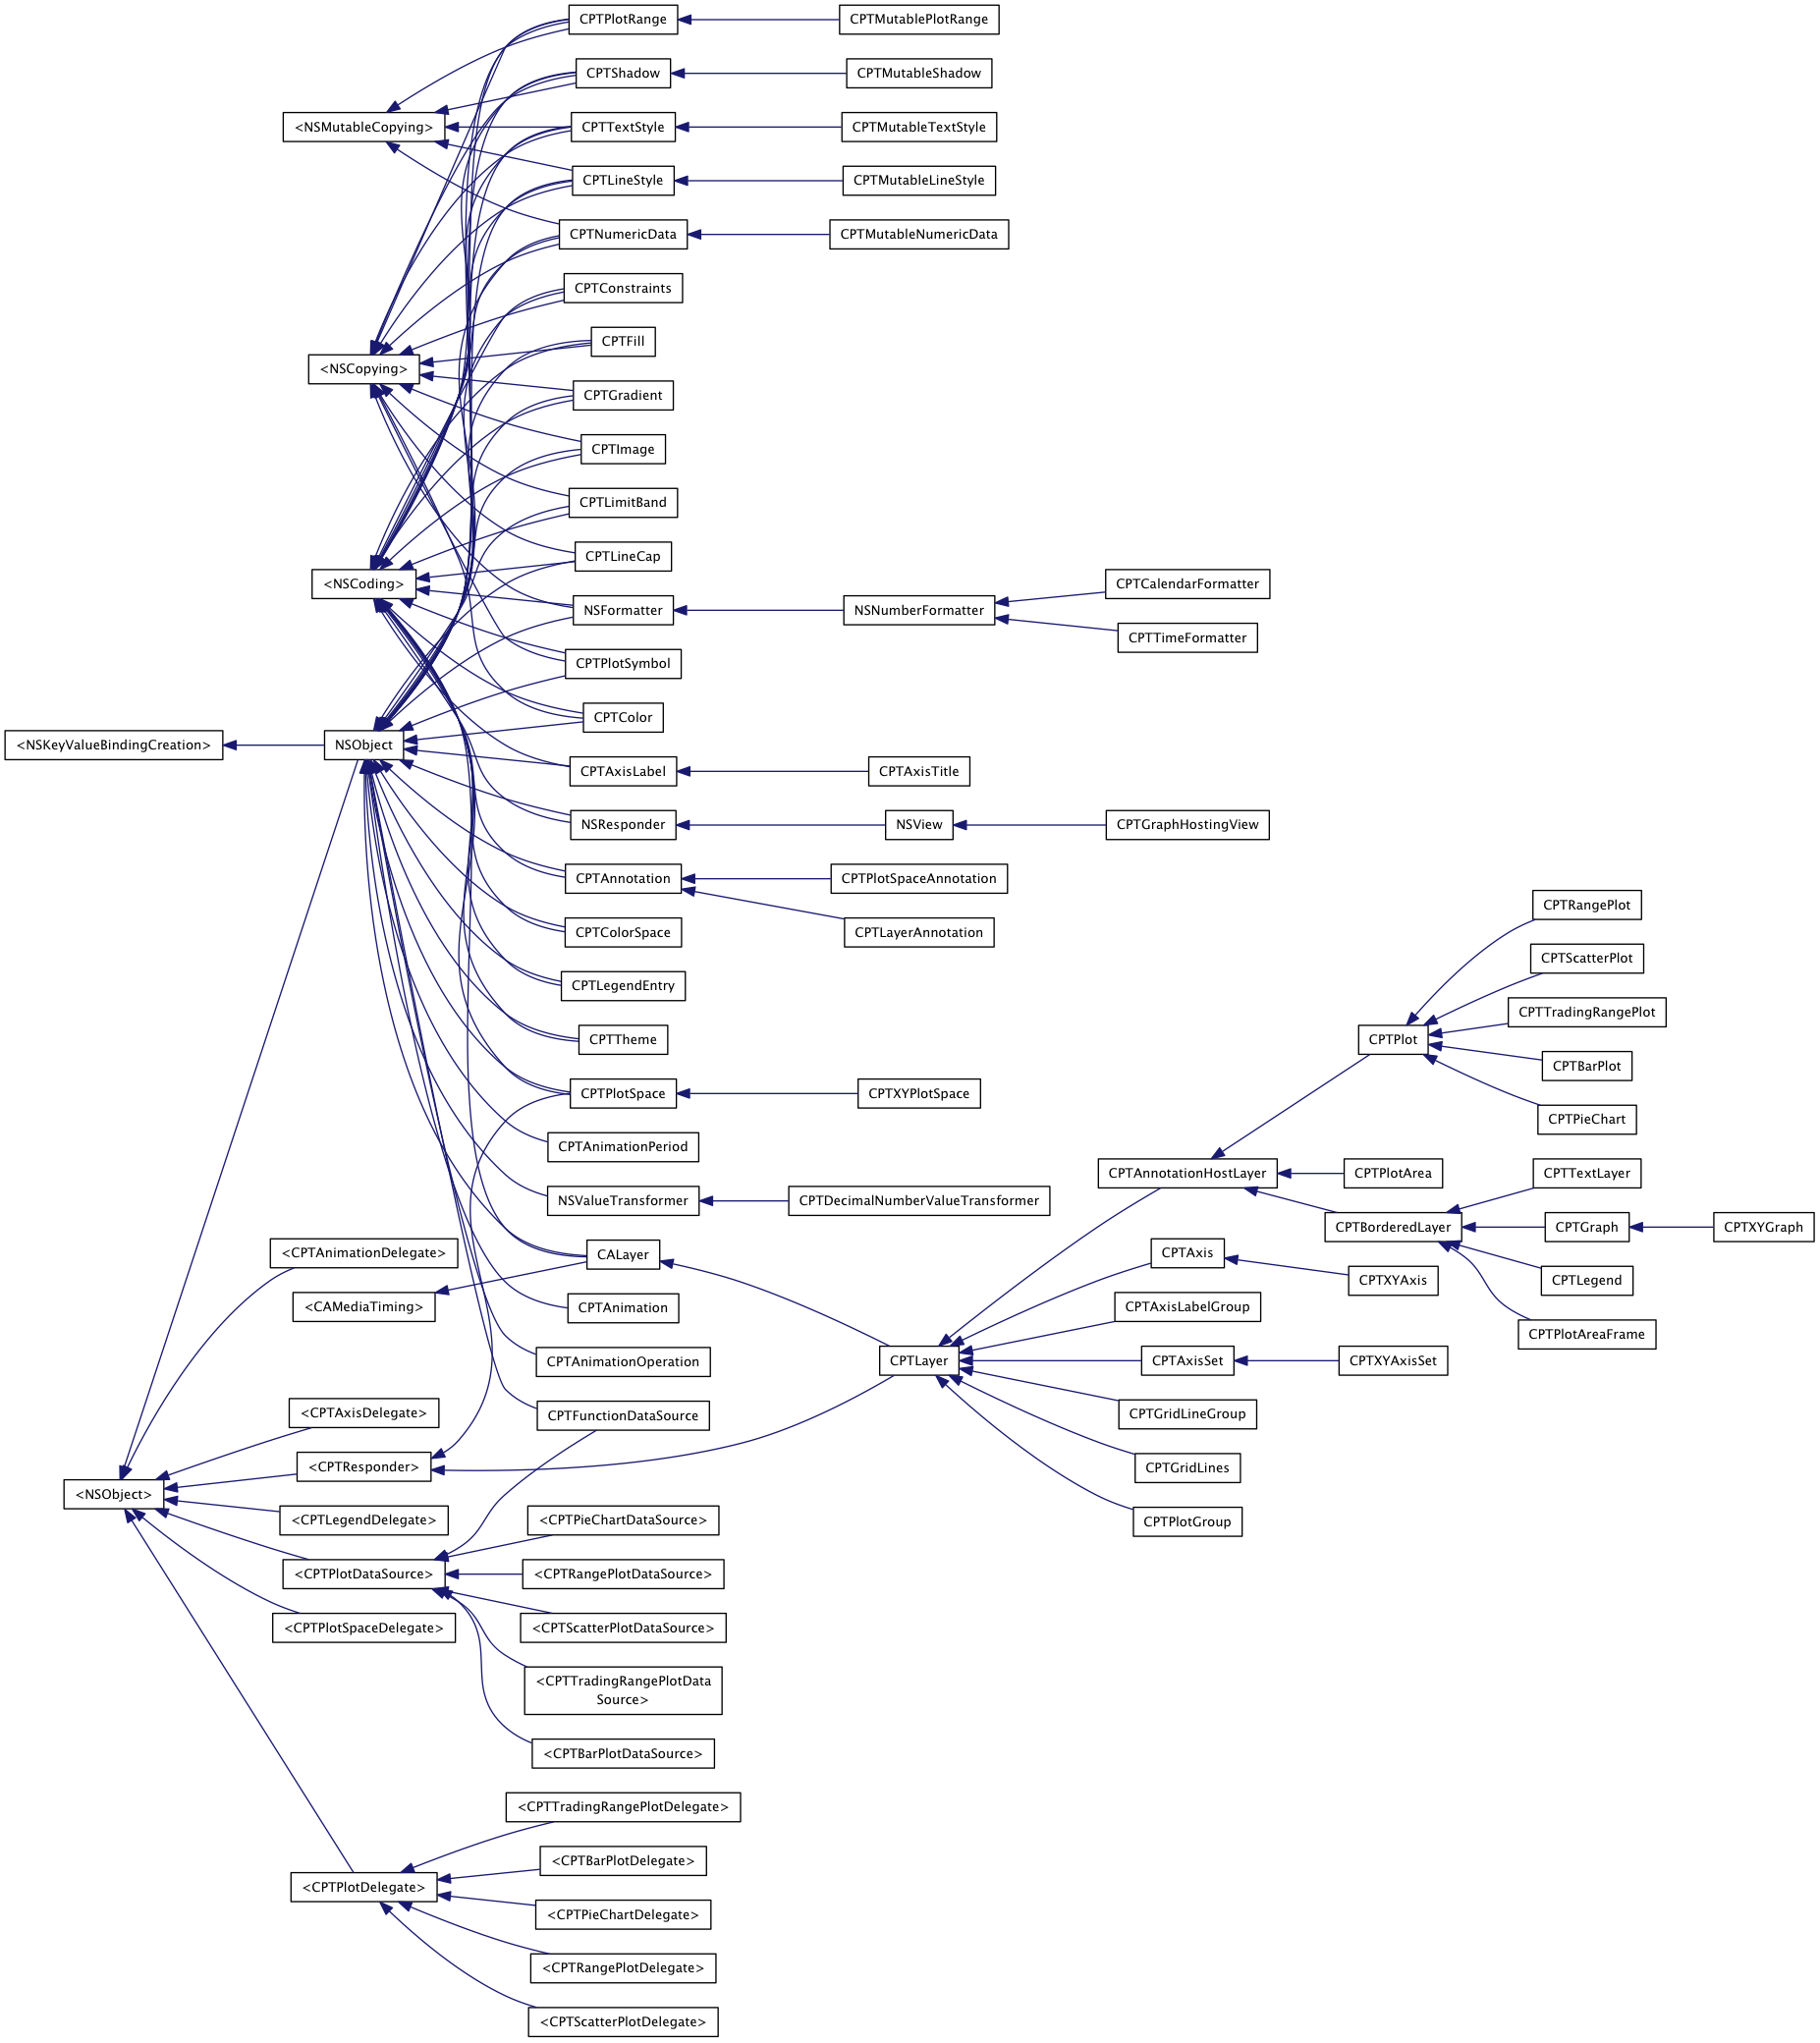 CPTPlotRange
CPTMutablePlotRange
CPTShadow
CPTMutableShadow
<NSMutableCopying>
CPTTextStyle
CPTMutableTextStyle
CPTLineStyle
CPTMutableLineStyle
CPTNumericData
CPTMutableNumericData
CPTConstraints
CPTFill
<NSCopying>
CPTGradient
CPTImage
CPTLimitBand
CPTLineCap
<NSCoding>
CPTCalendarFormatter
NSFormatter
NSNumberFormatter
CPTTimeFormatter
CPTPlotSymbol
CPTColor
<NSKeyValueBindingCreation>
NSObject
CPTAxisLabel
CPTAxisTitle
NSResponder
NSView
CPTGraphHostingView
CPTAnnotation
CPTPlotSpaceAnnotation
CPTRangePlot
CPTColorSpace
CPTLayerAnnotation
CPTScatterPlot
CPTLegendEntry
CPTTradingRangePlot
CPTTheme
CPTPlot
CPTBarPlot
CPTPlotSpace
CPTXYPlotSpace
CPTPieChart
CPTAnimationPeriod
CPTAnnotationHostLayer
CPTPlotArea
CPTTextLayer
NSValueTransformer
CPTDecimalNumberValueTransformer
CPTBorderedLayer
CPTGraph
CPTXYGraph
<CPTAnimationDelegate>
CALayer
CPTAxis
CPTXYAxis
CPTLegend
<CAMediaTiming>
CPTAnimation
CPTAxisLabelGroup
CPTPlotAreaFrame
CPTAnimationOperation
CPTLayer
CPTAxisSet
CPTXYAxisSet
<CPTAxisDelegate>
CPTFunctionDataSource
CPTGridLineGroup
<CPTResponder>
CPTGridLines
<NSObject>
<CPTLegendDelegate>
<CPTPieChartDataSource>
CPTPlotGroup
<CPTPlotDataSource>
<CPTRangePlotDataSource>
<CPTPlotSpaceDelegate>
<CPTScatterPlotDataSource>
<CPTTradingRangePlotData
Source>
<CPTBarPlotDataSource>
<CPTTradingRangePlotDelegate>
<CPTBarPlotDelegate>
<CPTPlotDelegate>
<CPTPieChartDelegate>
<CPTRangePlotDelegate>
<CPTScatterPlotDelegate>